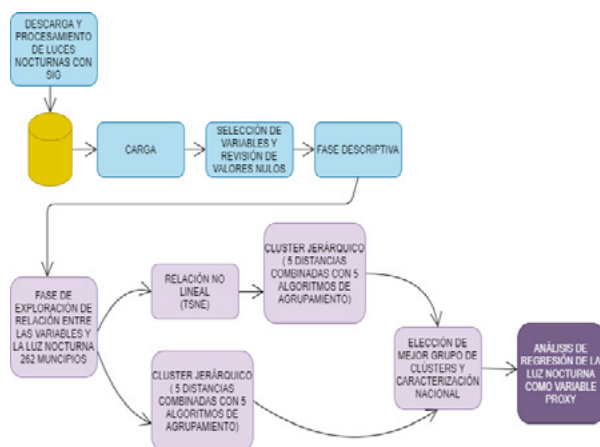 DESCARGA Y
PROCESAMIENTO
DE LUCES
NOCTURNAS CON
SIG
CARGA
SELECCIÓN DE
VARIABLES Y
REVISIÓN DE
VALORES NULOS
FASE DESCRIPTIVA
FASE DE
EXPLORACIÓN DE
RELACIÓN ENTRE
LAS VARIABLES Y
LA LUZ NOCTURNA
262 MUNCIPIOS
RELACIÓN NO
LINEAL
(TSNE)
CLUSTER JERÁRQUICO
( 5 DISTANCIAS
COMBINADAS CON 5
ALGORITMOS DE
AGRUPAMIENTO)
CLUSTER JERÁRQUICO
( 5 DISTANCIAS
COMBINADAS CON 5
ALGORITMOS DE
AGRUPAMIENTO)
ELECCIÓN DE
MEJOR GRUPO DE
CLÚSTERS Y
CARACTERIZACIÓN
NACIONAL
ANÁLISIS DE
REGRESIÓN DE LA
LUZ NOCTURNA
COMO VARIABLE
PROXY